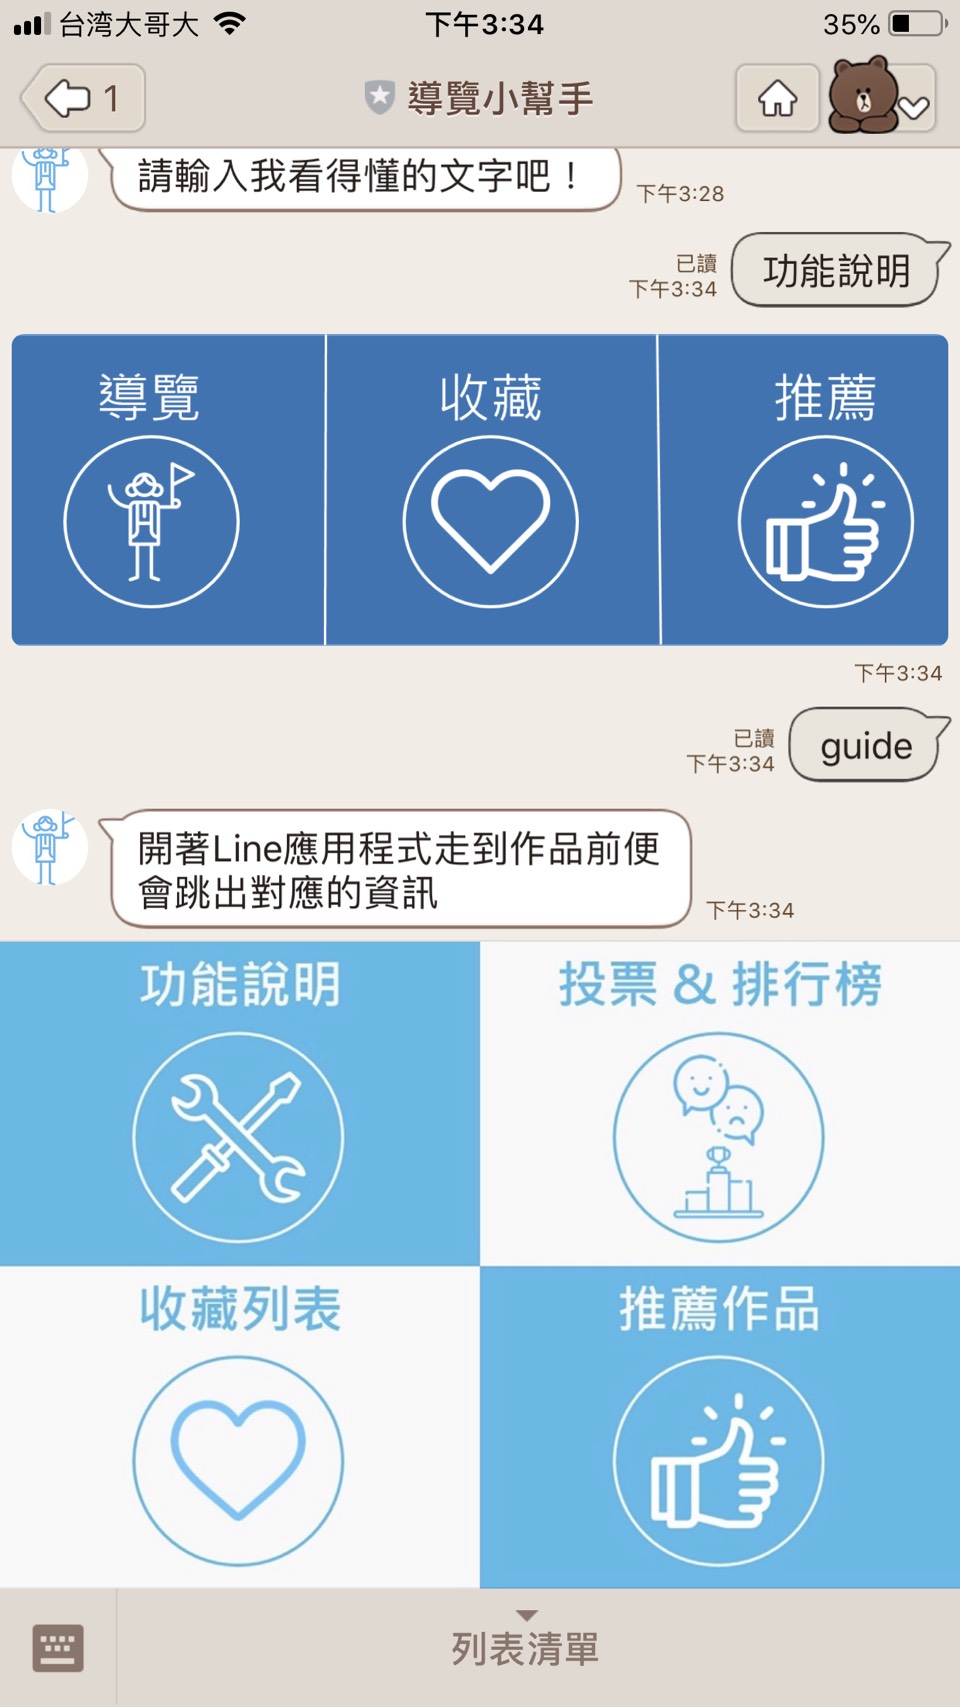 台湾大哥大
下午3:34
35%
1
導覽小幫手
請輸入我看得懂的文字吧！
下午3:28
已讀
下午3:34
功能說明
導覽
收藏
推薦
下午3:34
已讀
下午3:34
guide
開著Line應用程式走到作品前便
會跳出對應的資訊
下午3:34
功能說明
投票 & 排行榜
收藏列表
推薦作品
列表清單